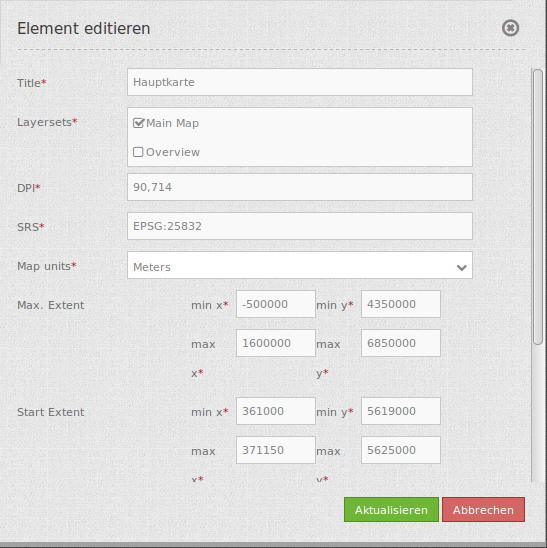 Element editieren
Title* Hauptkarte
Layersets* Main Map
Overview
DPI* 90,714
SRS* EPSG:25832
Map units* Meters
Max. Extent min x* -500000 min y* 4350000
max 1600000 max 6850000
x* y*
Start Extent min x* 361000 min y* 5619000
max 371150 max 5625000
x* y*
Aktualisieren Abbrechen